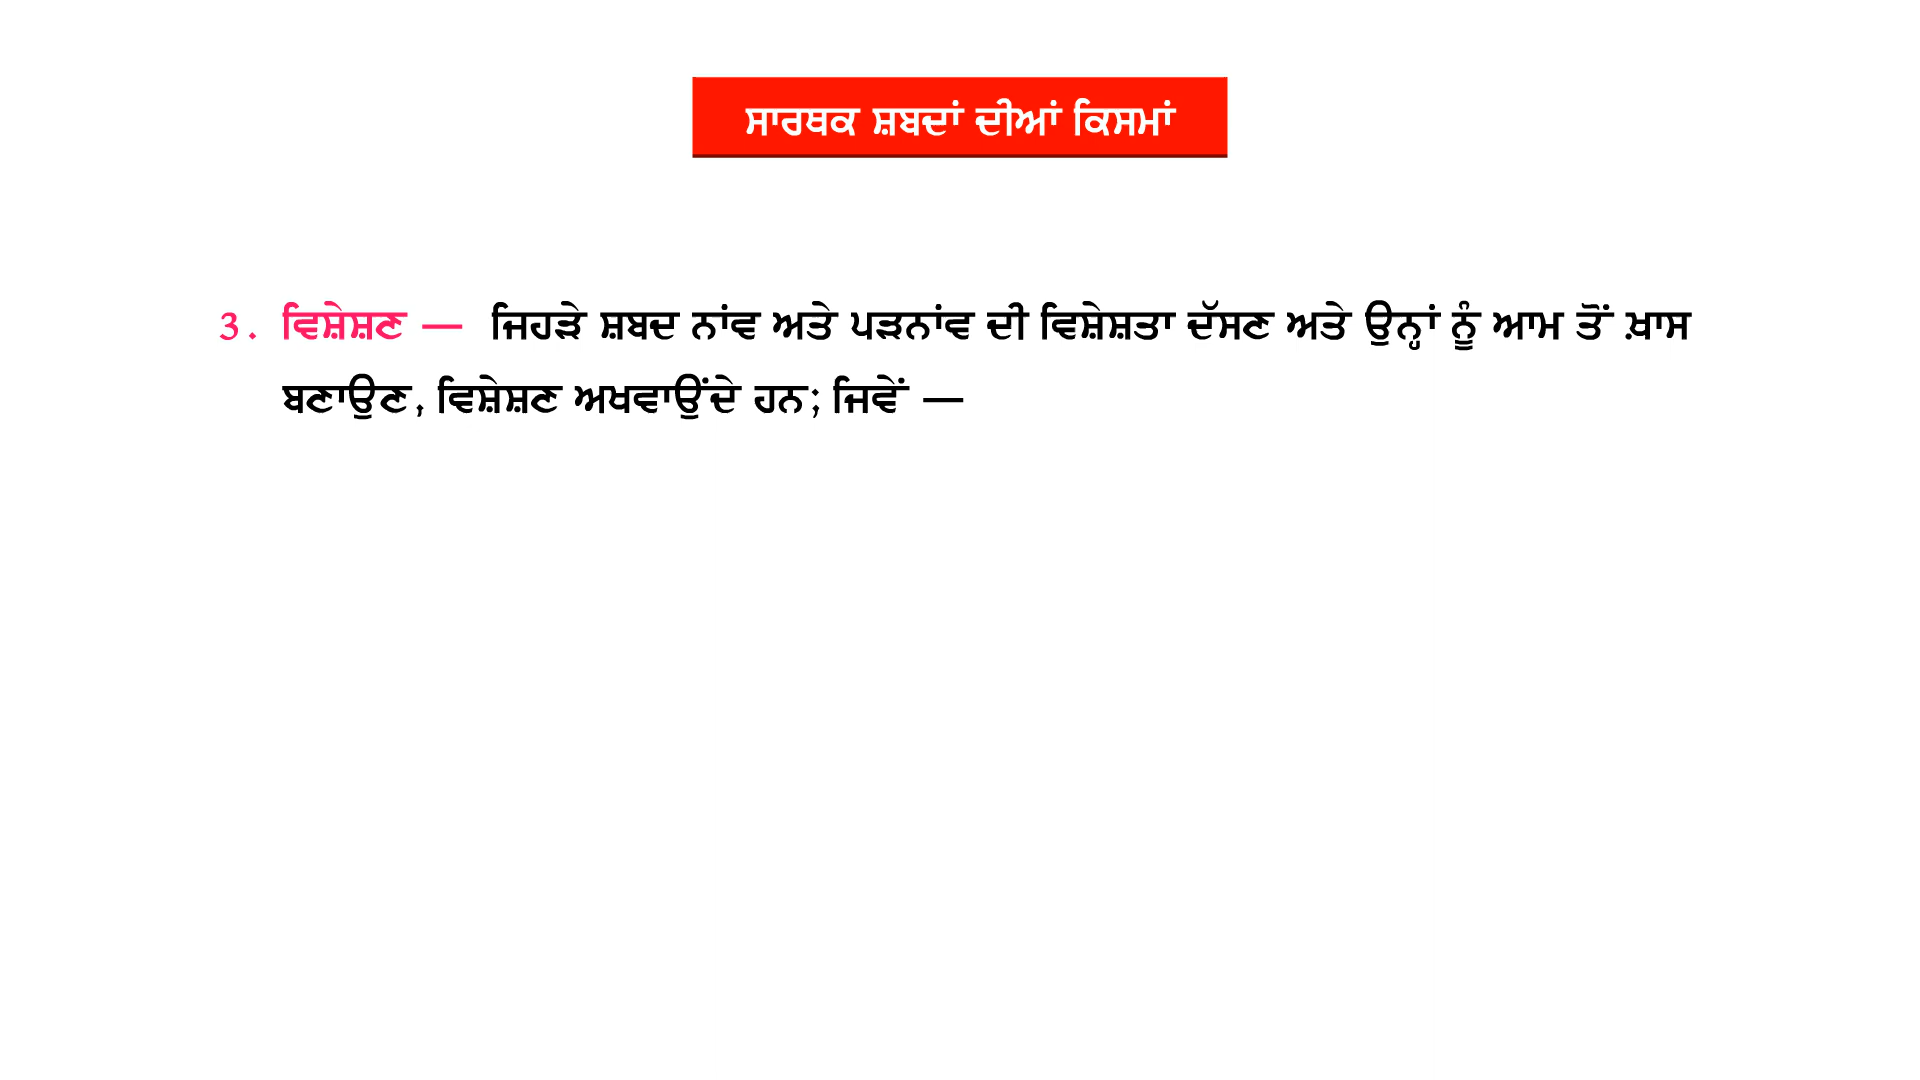 ਸਾਰਥਕ ਸ਼ਬਦਾਂ ਦੀਆਂ ਕਿਸਮਾਂ
3. ਵਿਸ਼ੇਸ਼ਣ — ਜਿਹੜੇ ਸ਼ਬਦ ਨਾਂਵ ਅਤੇ ਪੜਨਾਂਵ ਦੀ ਵਿਸ਼ੇਸ਼ਤਾ ਦੱਸਣ ਅਤੇ ਉਨ੍ਹਾਂ ਨੂੰ ਆਮ ਤੋਂ ਖ਼ਾਸ
ਬਣਾਉਣ, ਵਿਸ਼ੇਸ਼ਣ ਅਖਵਾਉਂਦੇ ਹਨ; ਜਿਵੇਂ —